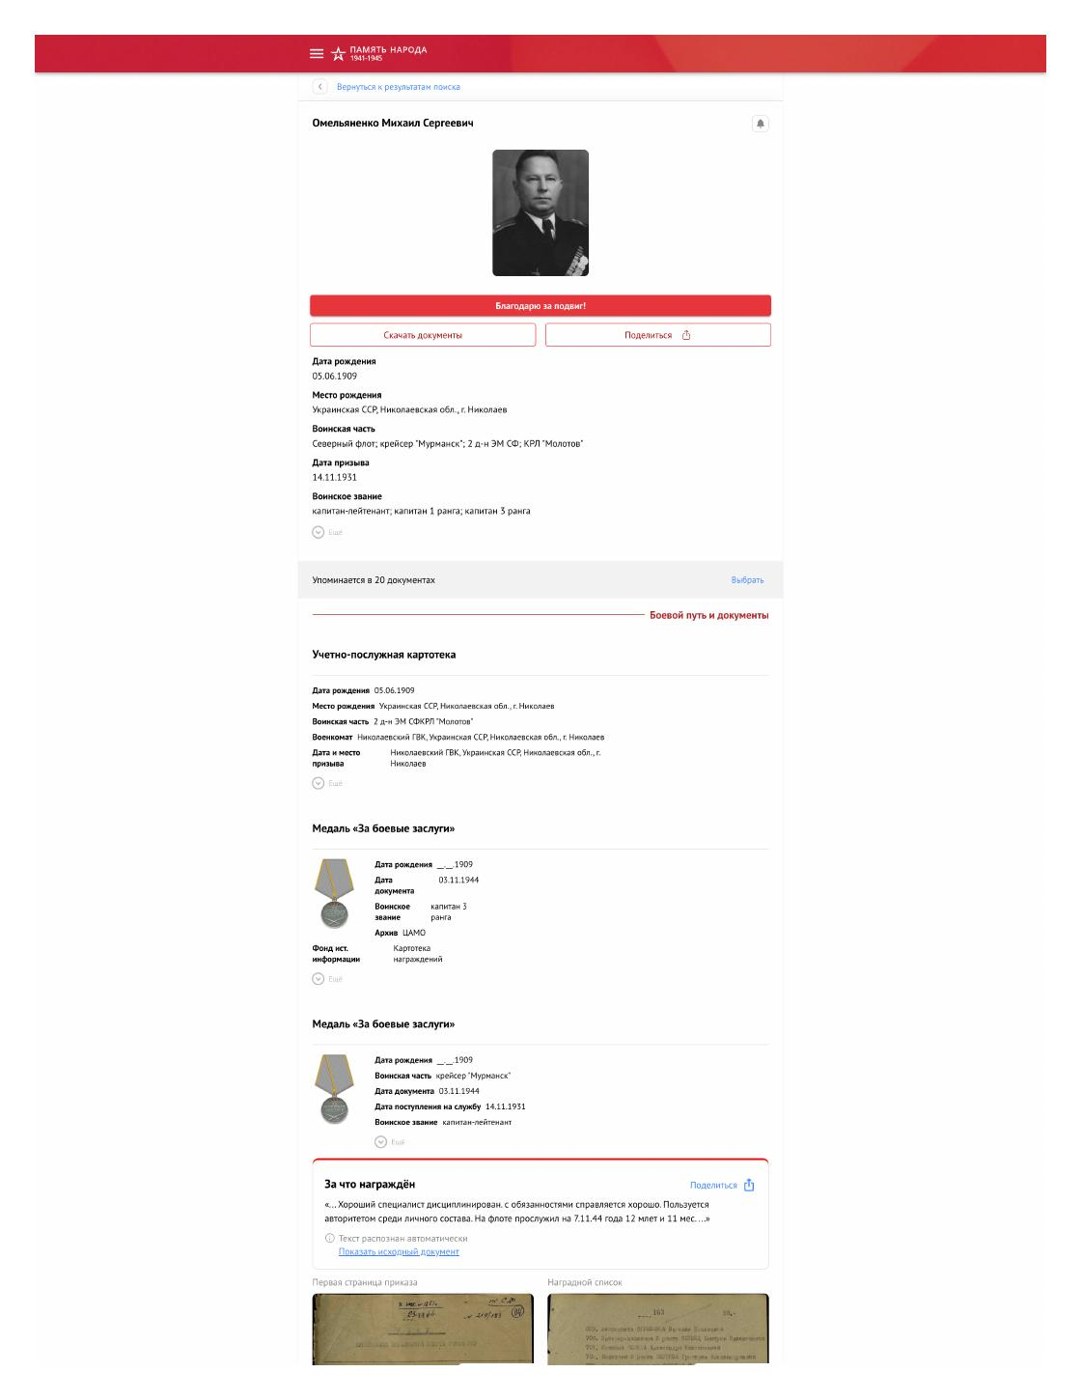 ПАМЯТЬ НАРОДА
1941-1945
Вернуться к результатам поиска
Омельяненко Михаил Сергеевич
Благодарю за подвиг!
Скачать документы
Поделиться
Дата рождения
05.06.1909
Место рождения
Украинская ССР, Николаевская обл., г. Николаев
Воинская часть
Северный флот; крейсер "Мурманск"; 2 д-н ЭМ СФ; КРЛ "Молотов"
Дата призыва
14.11.1931
Воинское звание
капитан-лейтенант; капитан 1 ранга; капитан 3 ранга
Ещё
Упоминается в 20 документах
Выбрать
Боевой путь и документы
Учетно-послужная картотека
Дата рождения 05.06.1909
Место рождения Украинская ССР, Николаевская обл., г. Николаев
Воинская часть 2 д-н ЭМ СФКРЛ "Молотов"
Военкомат Николаевский ГВК, Украинская ССР, Николаевская обл., г. Николаев
Дата и место Николаевский ГВК, Украинская ССР, Николаевская обл., г.
призыва Николаев
Ещё
Медаль «За боевые заслуги»
Дата рождения __.__.1909
Дата 03.11.1944
документа
Воинское капитан 3
звание ранга
Архив ЦАМО
Фонд ист. Картотека
информации награждений
Ещё
Медаль «За боевые заслуги»
Дата рождения __.__.1909
Воинская часть крейсер "Мурманск"
Дата документа 03.11.1944
Дата поступления на службу 14.11.1931
Воинское звание капитан-лейтенант
Ещё
За что награждён
Поделиться
«... Хороший специалист дисциплинирован. с обязанностями справляется хорошо. Пользуется
авторитетом среди личного состава. На флоте прослужил на 7.11.44 года 12 млет и 11 мес. ...»
Текст распознан автоматически
Показать исходный документ
Первая страница приказа
Наградной список
163